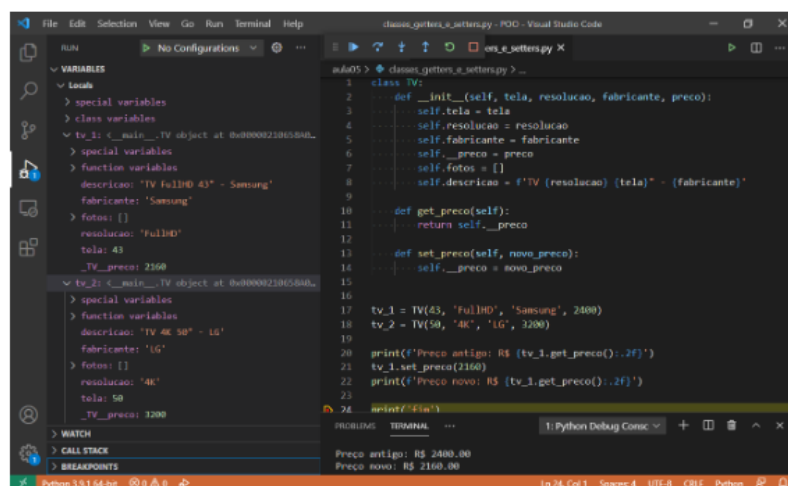 File Edit Selection View Go Run Terminal Help
classes_getters_e_setters.py - POO - Visual Studio Code
RUN
No Configurations
VARIABLES
Locals
special variables
class variables
tv_1: <__main__.TV object at
special variables
function variables
descricao: 'TV FullHD 43" - Samsung'
fabricante: 'Samsung'
fotos: []
resolucao: 'FullHD'
tela: 43
_TV__preco: 2160
tv_2: <__main__.TV object at
special variables
function variables
descricao: 'TV 4K 50" - LG'
fabricante: 'LG'
fotos: []
resolucao: '4K'
tela: 50
_TV__preco: 3200
WATCH
CALL STACK
BREAKPOINTS
ers_e_setters.py
aula05 > classes_getters_e_setters.py > ...
1 class TV:
2 def __init__(self, tela, resolucao, fabricante, preco):
3 self.tela = tela
4 self.resolucao = resolucao
5 self.fabricante = fabricante
6 self.__preco = preco
7 self.fotos = []
8 self.descricao = f'TV {resolucao} {tela}" - {fabricante}'
9
10 def get_preco(self):
11 return self.__preco
12
13 def set_preco(self, novo_preco):
14 self.__preco = novo_preco
15
16
17 tv_1 = TV(43, 'FullHD', 'Samsung', 2400)
18 tv_2 = TV(50, '4K', 'LG', 3200)
19
20 print(f'Preço antigo: R$ {tv_1.get_preco():.2f}')
21 tv_1.set_preco(2160)
22 print(f'Preço novo: R$ {tv_1.get_preco():.2f}')
23
24 print('fim')
PROBLEMS TERMINAL ...
1: Python Debug Consc
Preço antigo: R$ 2400.00
Preço novo: R$ 2160.00
Python 3.9.1 64-bit 0 0
Ln 24, Col 1 Spaces: 4 UTF-8 CRLF Python